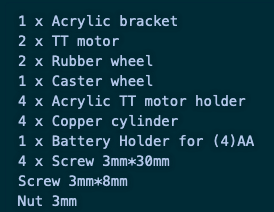 1 x Acrylic bracket
2 x TT motor
2 x Rubber wheel
1 x Caster wheel
4 x Acrylic TT motor holder
4 x Copper cylinder
1 x Battery Holder for (4)AA
4 x Screw 3mm*30mm
Screw 3mm*8mm
Nut 3mm